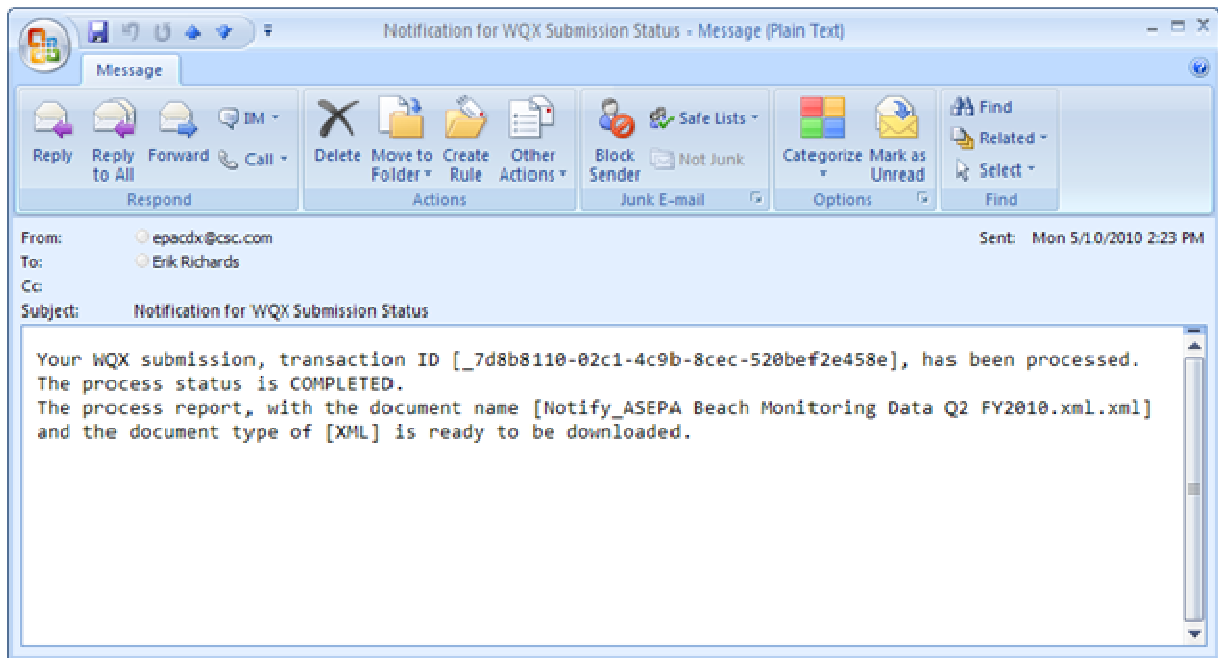 Notification for WQX Submission Status - Message (Plain Text)
Message
Reply
Reply to All
Forward
IM
Call
Respond
Delete
Move to Folder
Create Rule
Other Actions
Actions
Block Sender
Safe Lists
Not Junk
Junk E-mail
Categorize
Mark as Unread
Options
Find
Related
Select
Find
From: epacdx@csc.com Sent: Mon 5/10/2010 2:23 PM
To: Erik Richards
Cc:
Subject: Notification for WQX Submission Status
Your WQX submission, transaction ID [_7d8b8110-02c1-4c9b-8cec-520bef2e458e], has been processed.
The process status is COMPLETED.
The process report, with the document name [Notify_ASEPA Beach Monitoring Data Q2 FY2010.xml.xml]
and the document type of [XML] is ready to be downloaded.